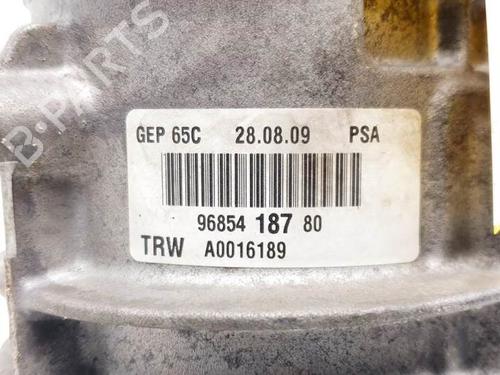 GEP 65C 28.08.09 PSA
96854 187 80
TRW A0016189
B-PARTS